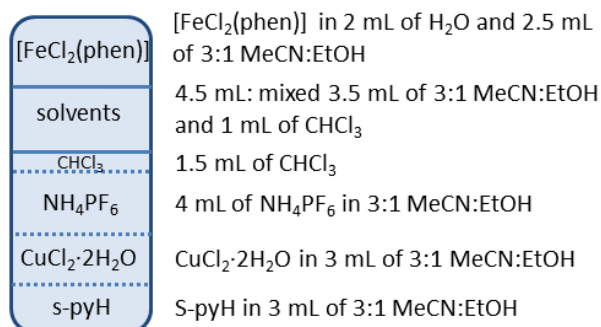 [FeCl₂(phen)]
[FeCl₂(phen)] in 2 mL of H₂O and 2.5 mL
of 3:1 MeCN:EtOH
solvents
4.5 mL: mixed 3.5 mL of 3:1 MeCN:EtOH
and 1 mL of CHCl₃
CHCl₃
1.5 mL of CHCl₃
NH₄PF₆
4 mL of NH₄PF₆ in 3:1 MeCN:EtOH
CuCl₂·2H₂O
CuCl₂·2H₂O in 3 mL of 3:1 MeCN:EtOH
s-pyH
S-pyH in 3 mL of 3:1 MeCN:EtOH